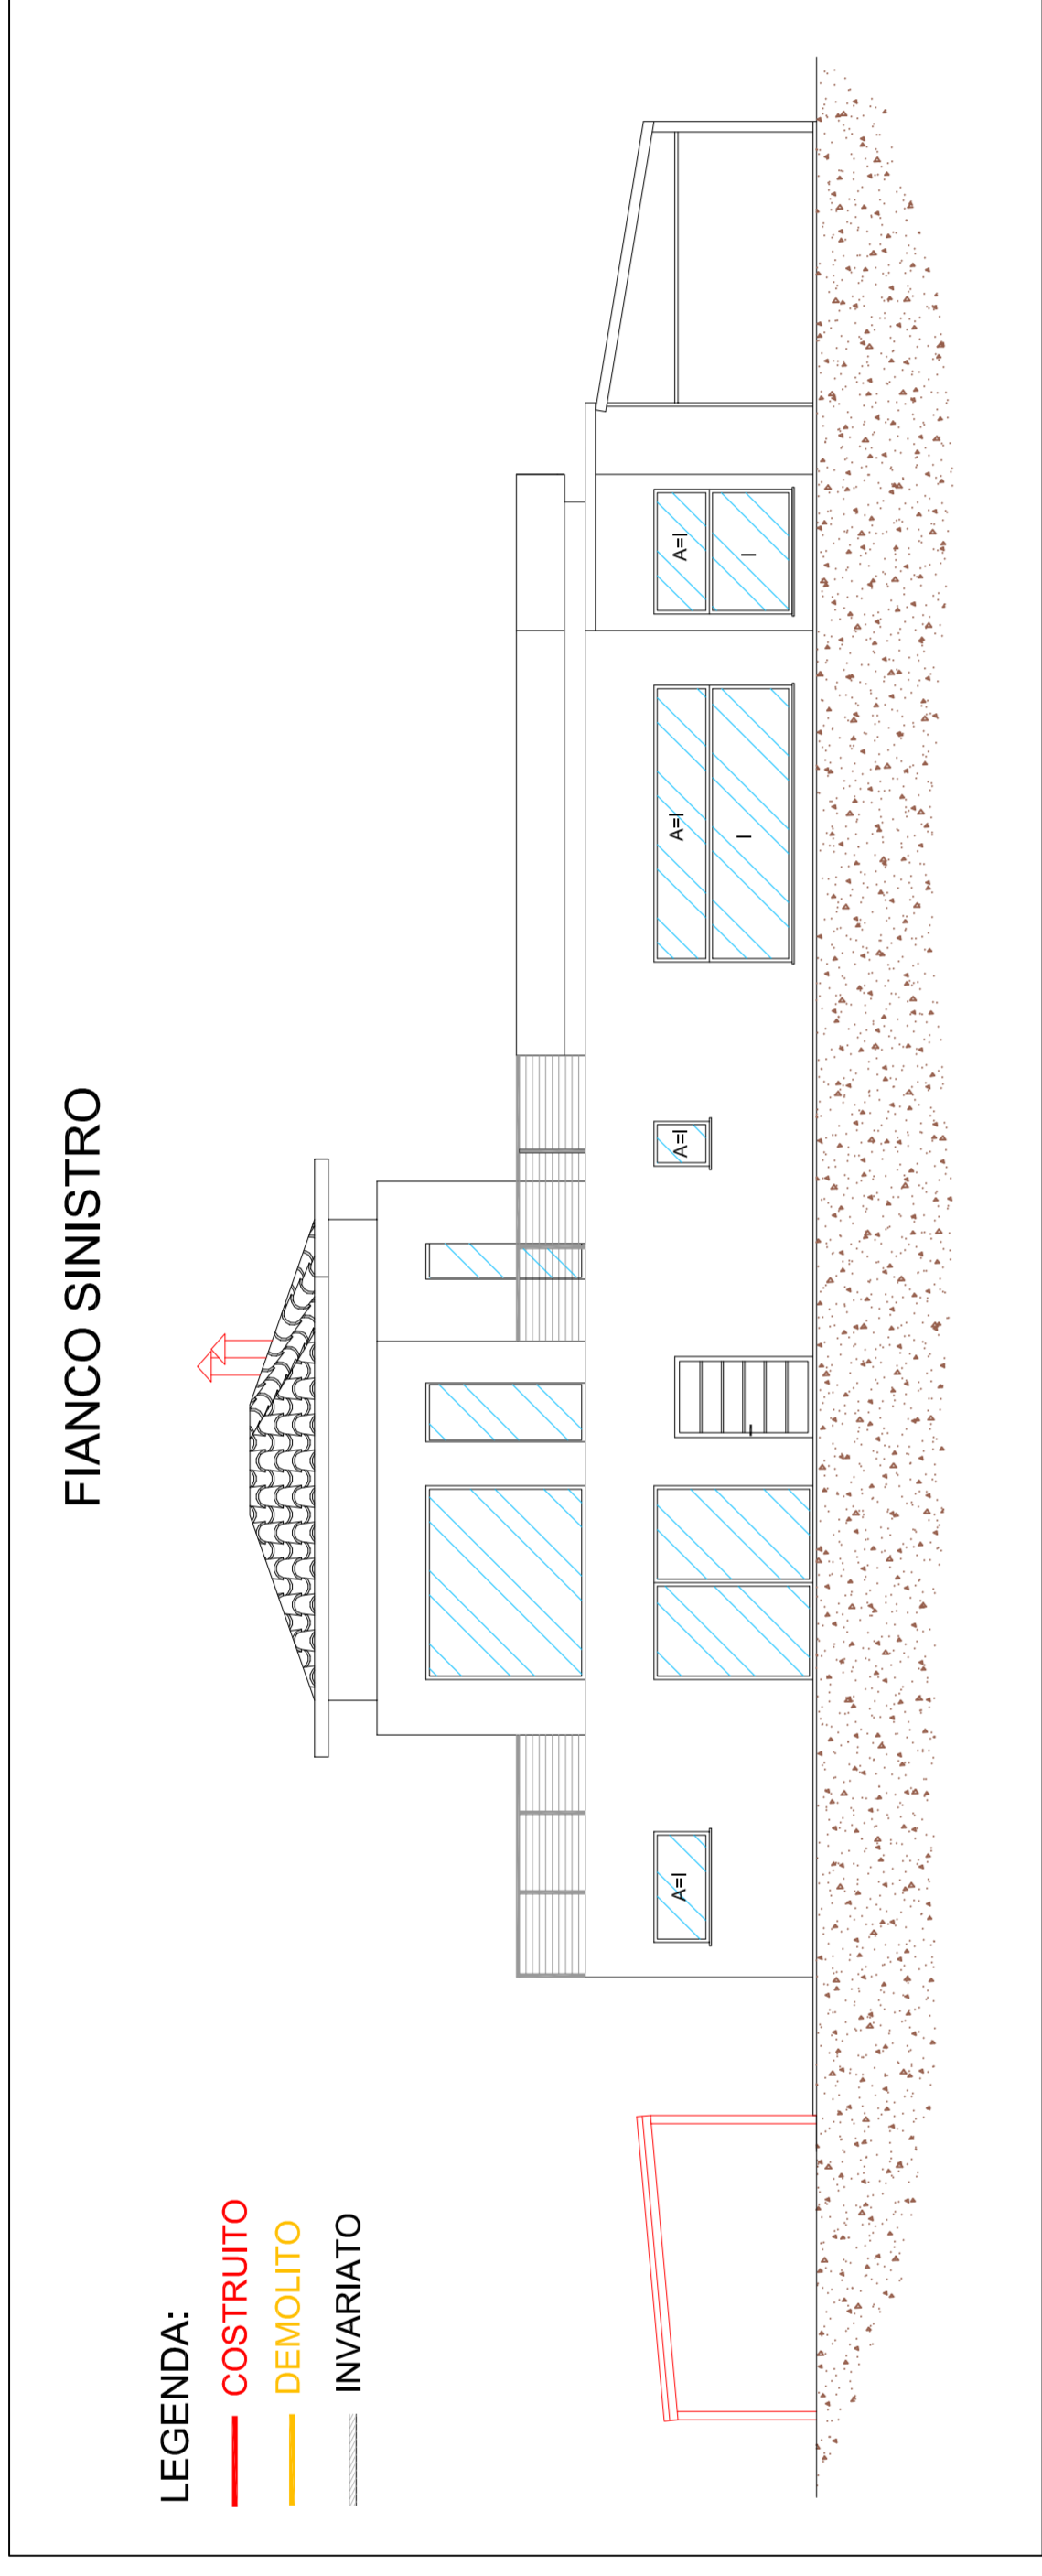 FIANCO SINISTRO
LEGENDA:
COSTRUITO
DEMOLITO
INVARIATO
A=I
A=I
A=I
I
A=I
I